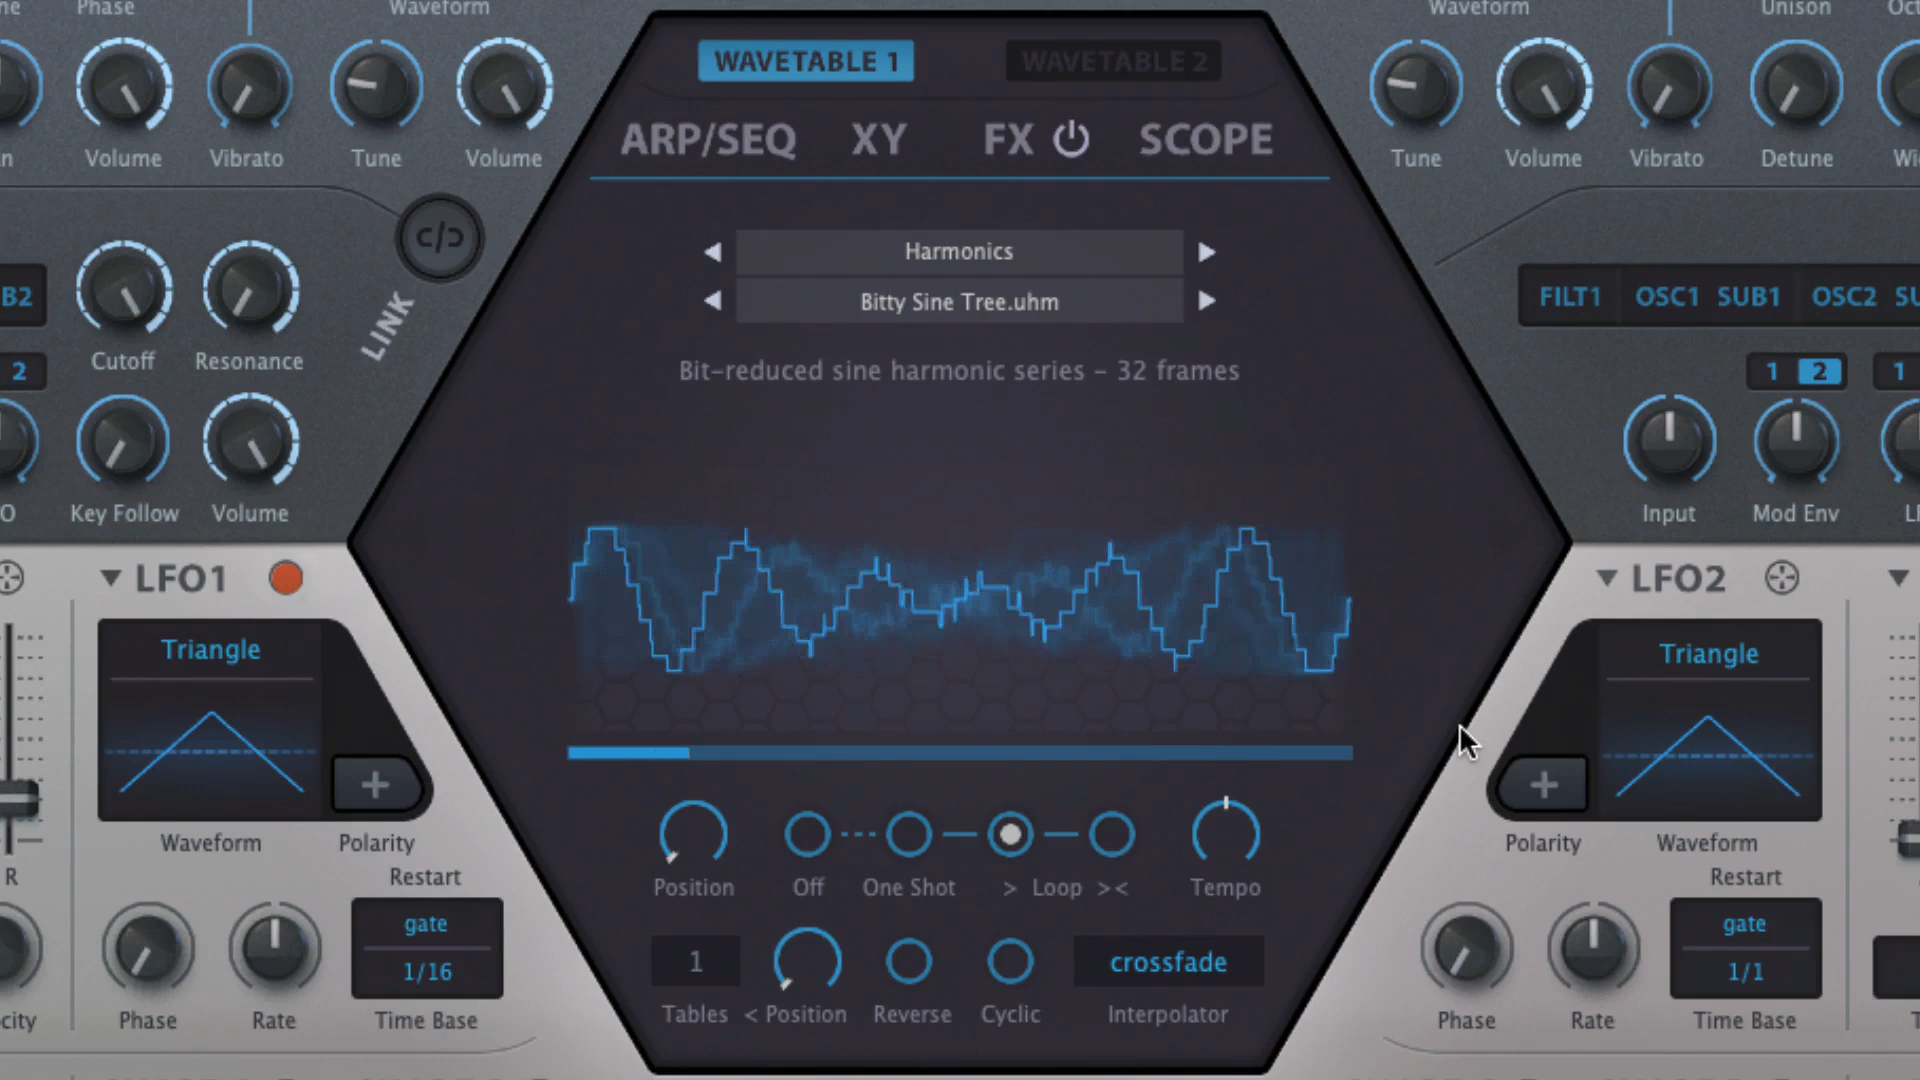 Phase
Waveform
Volume
Vibrato
Tune
Volume
WAVETABLE 1
WAVETABLE 2
ARP/SEQ XY FX SCOPE
Harmonics
Bitty Sine Tree.uhm
Bit-reduced sine harmonic series - 32 frames
Waveform
Unison
Tune
Volume
Vibrato
Detune
B2
Cutoff
Resonance
LINK
2
Key Follow
Volume
FILT1 OSC1 SUB1 OSC2
1 2
1
Input
Mod Env
LFO1
Triangle
+
Waveform
Polarity
Restart
R
gate
1/16
Phase
Rate
Time Base
Position
Off
One Shot
> Loop ><
Tempo
1
crossfade
Tables
< Position
Reverse
Cyclic
Interpolator
LFO2
Triangle
+
Polarity
Waveform
Restart
gate
1/1
Phase
Rate
Time Base